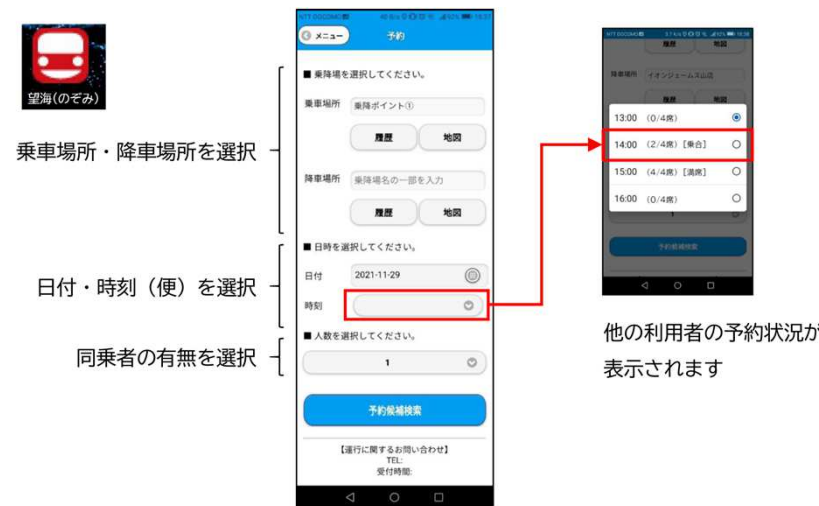 NTT DOCOMO
メニュー
予約
望海(のぞみ)
■ 乗降場を選択してください。
乗車場所
乗降ポイント①
履歴
地図
乗車場所・降車場所を選択
降車場所
乗降場名の一部を入力
履歴
地図
■ 日時を選択してください。
日付
2021-11-29
日付・時刻（便）を選択
時刻
■ 人数を選択してください。
同乗者の有無を選択
1
予約候補検索
【運行に関するお問い合わせ】
TEL:
受付時間:
NTT DOCOMO
履歴
地図
降車場所
イオンジェームス山店
履歴
地図
13:00 (0/4席)
14:00 (2/4席) [乗合]
15:00 (4/4席) [満席]
16:00 (0/4席)
1
予約候補検索
他の利用者の予約状況が
表示されます